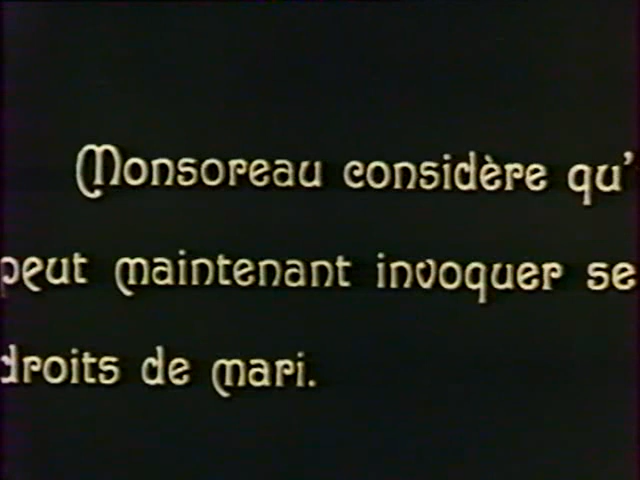 Monsoreau considère qu'
peut maintenant invoquer se
droits de mari.